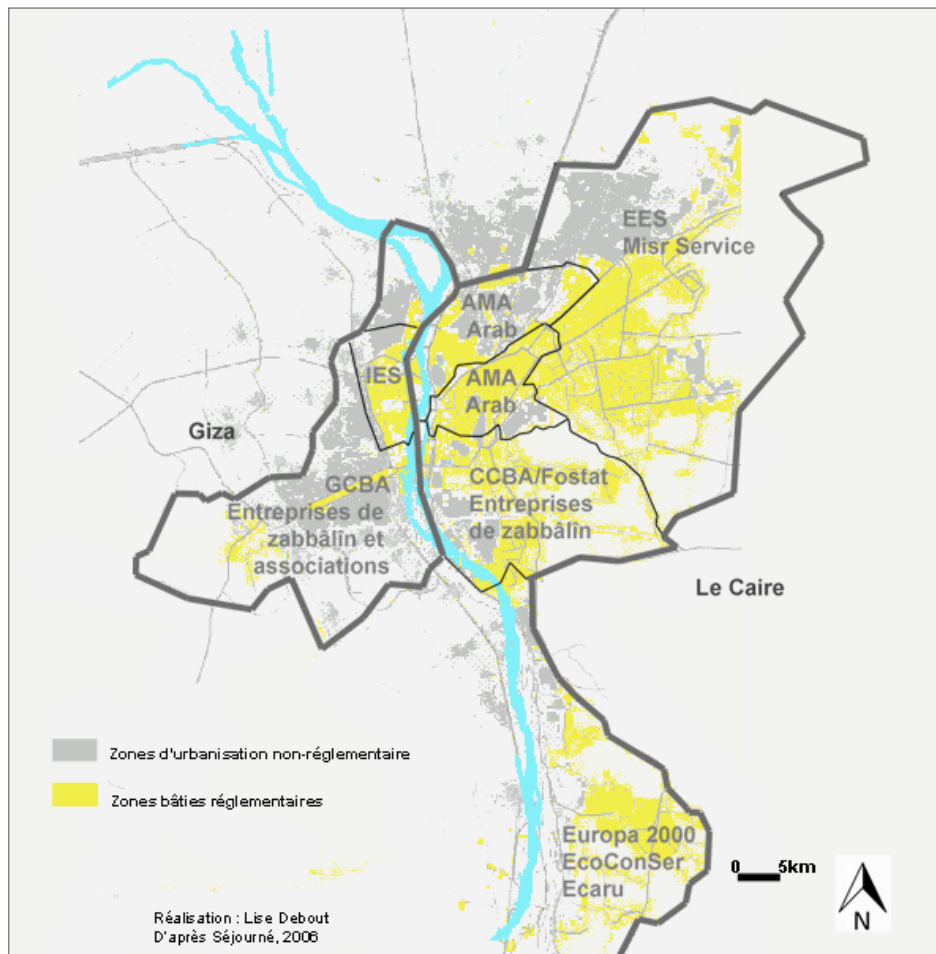 EES
Misr Service
AMA
Arab
IES
AMA
Arab
Giza
GCBA
Entreprises de
zabbâlin et
associations
CCBA/Fostat
Entreprises
de zabbâlin
Le Caire
Zones d'urbanisation non-réglementaire
Zones bâties réglementaires
Europa 2000
EcoConSer
Ecaru
0 5km
N
Réalisation : Lise Debout
D'après Séjourné, 2006